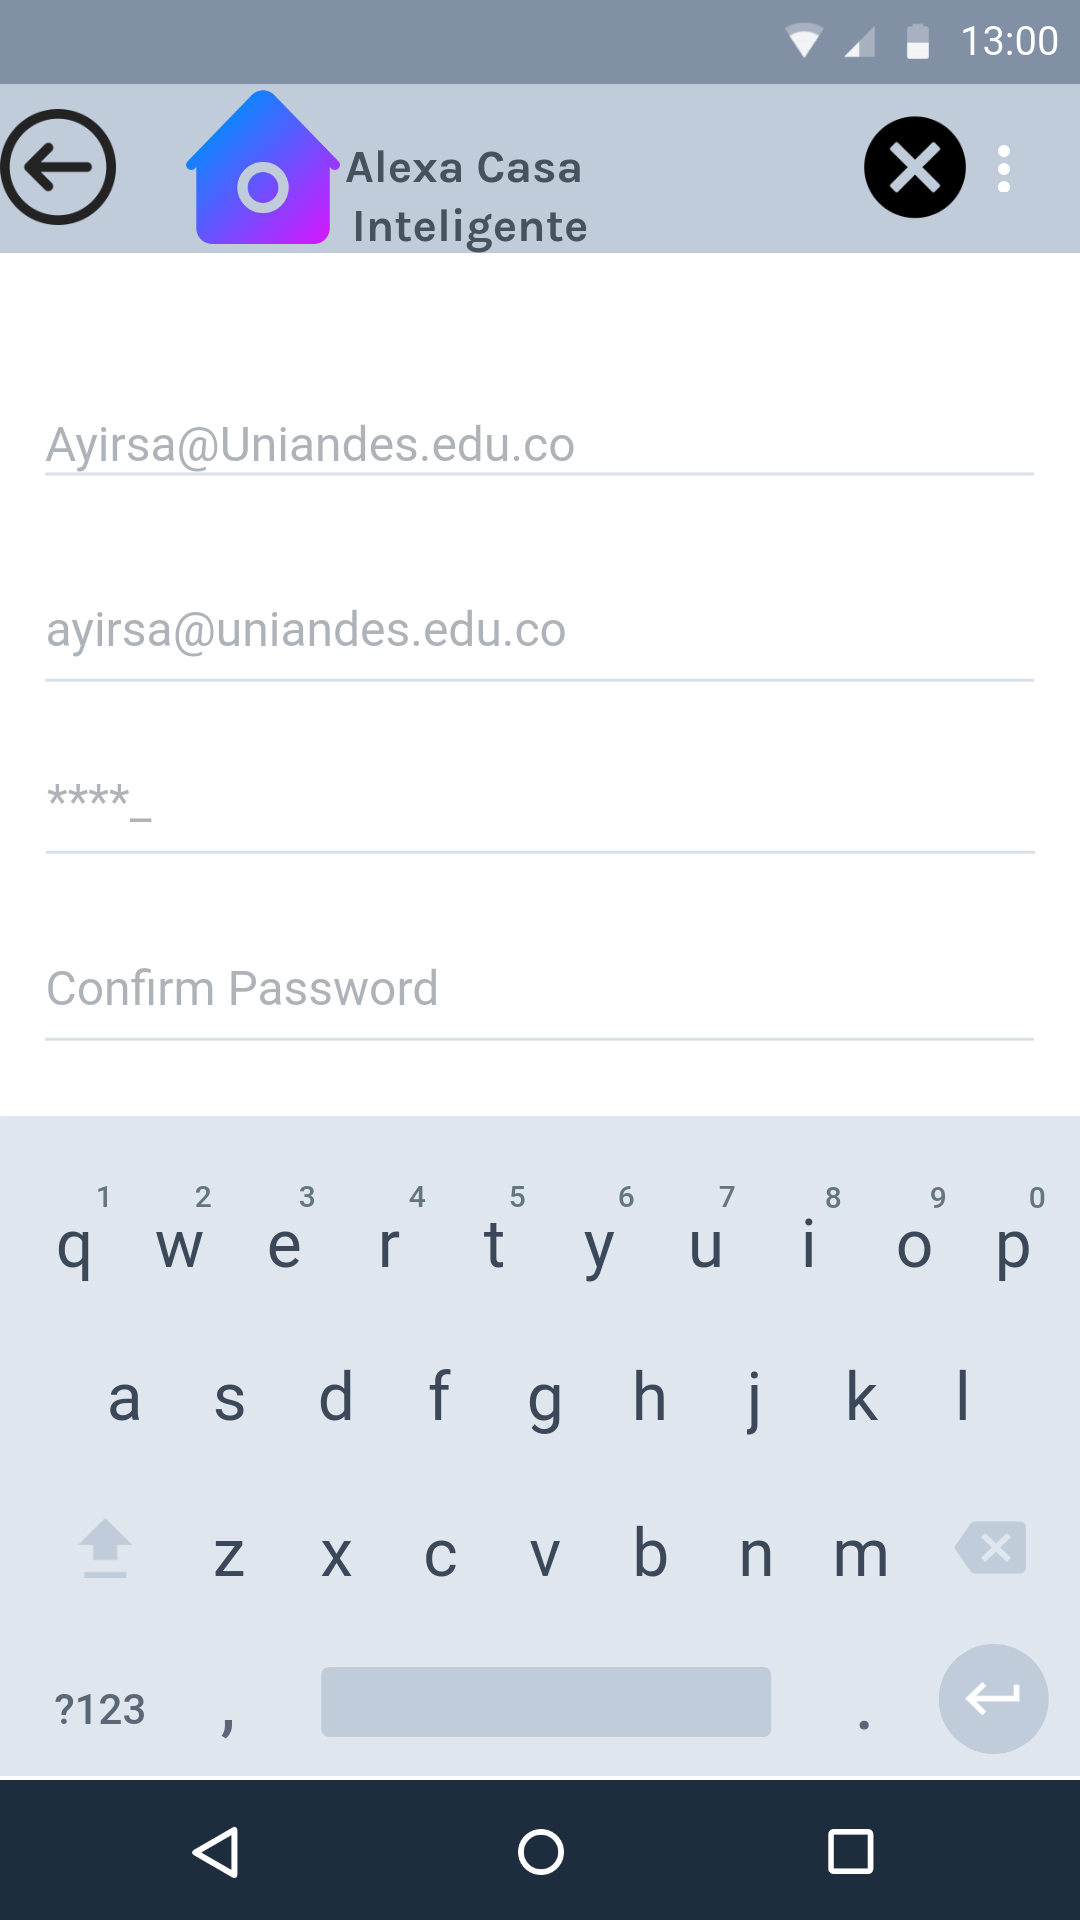 13:00
Alexa Casa
Inteligente
Ayirsa@Uniandes.edu.co
ayirsa@uniandes.edu.co
****_
Confirm Password
1 2 3 4 5 6 7 8 9 0
q w e r t y u i o p
a s d f g h j k l
z x c v b n m
?123 , .